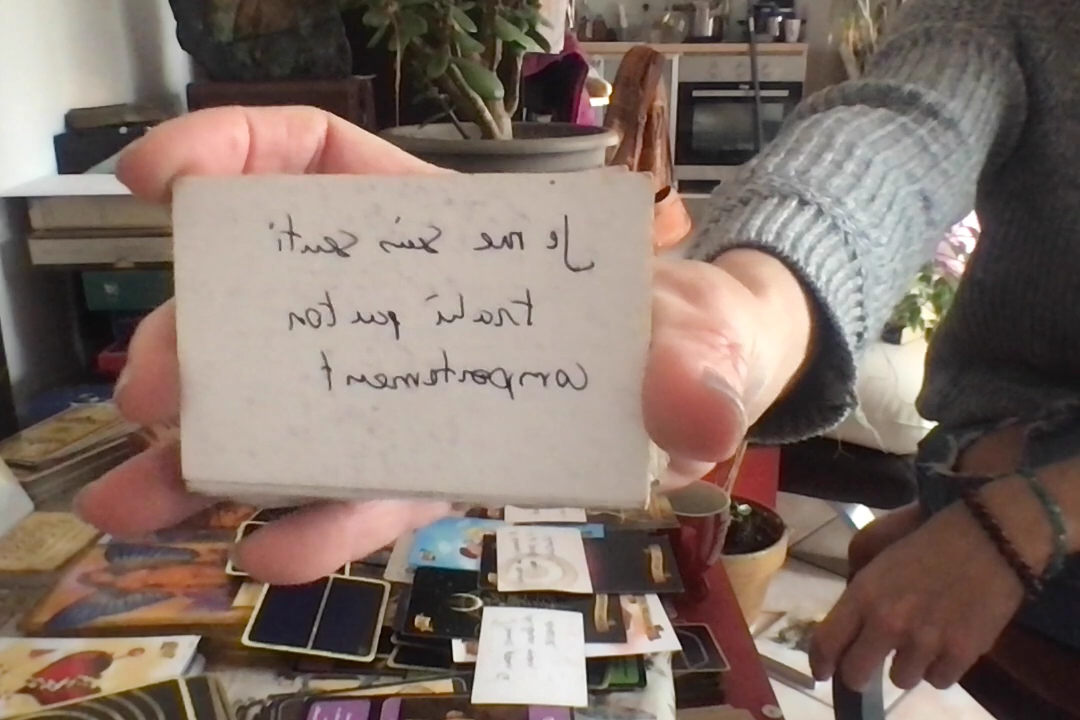 Je me suis senti
trahi par ton
comportement